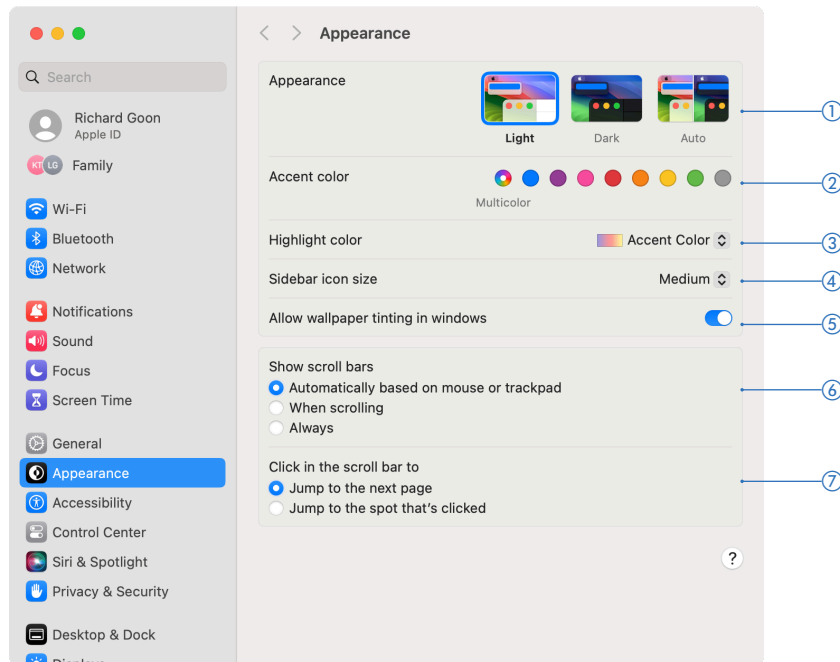 Appearance
Search
Richard Goon
Apple ID
KT LG Family
Wi-Fi
Bluetooth
Network
Notifications
Sound
Focus
Screen Time
General
Appearance
Accessibility
Control Center
Siri & Spotlight
Privacy & Security
Desktop & Dock
Displays
Appearance
Light Dark Auto
①
Accent color
Multicolor
②
Highlight color Accent Color
③
Sidebar icon size Medium
④
Allow wallpaper tinting in windows
⑤
Show scroll bars
Automatically based on mouse or trackpad
⑥
When scrolling
Always
Click in the scroll bar to
Jump to the next page
⑦
Jump to the spot that's clicked
?